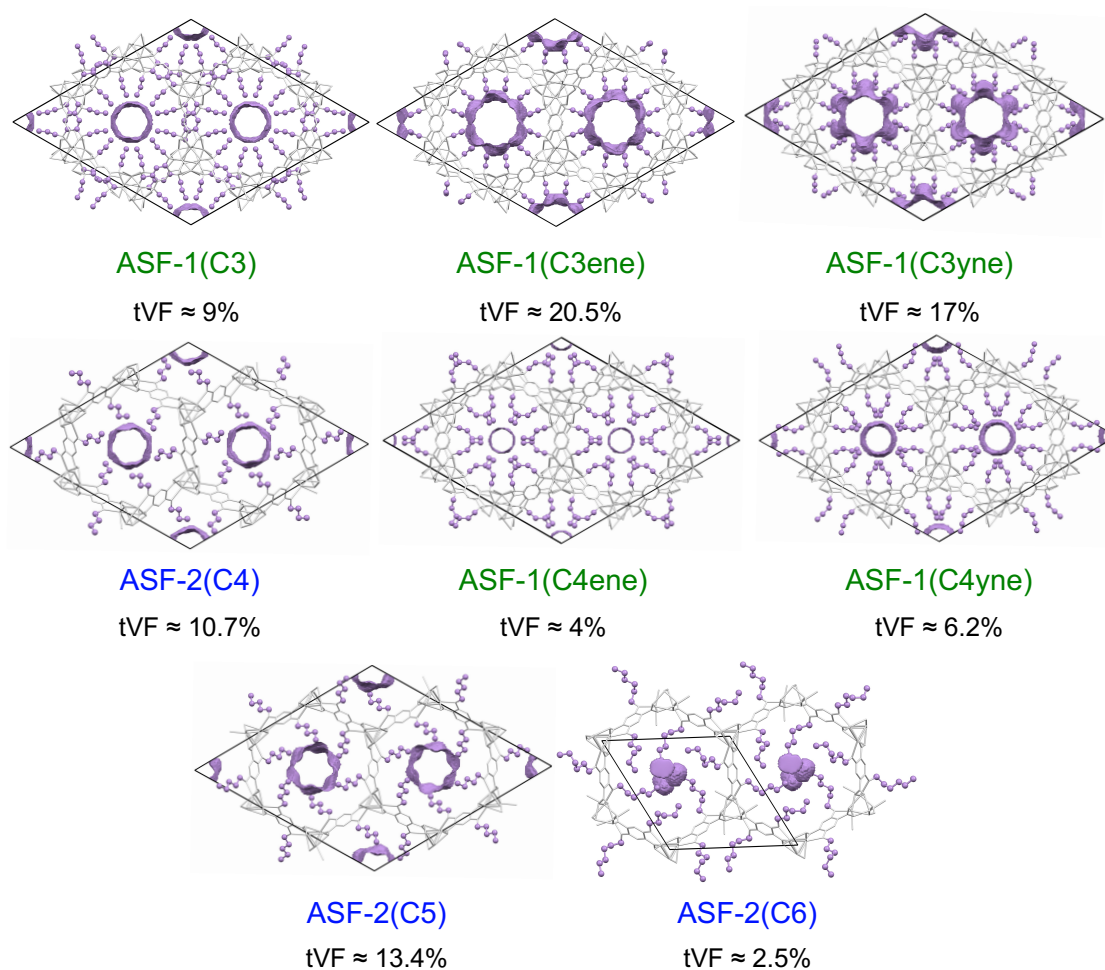 ASF-1(C3)
ASF-1(C3ene)
ASF-1(C3yne)
tVF ≈ 9%
tVF ≈ 20.5%
tVF ≈ 17%
ASF-2(C4)
ASF-1(C4ene)
ASF-1(C4yne)
tVF ≈ 10.7%
tVF ≈ 4%
tVF ≈ 6.2%
ASF-2(C5)
ASF-2(C6)
tVF ≈ 13.4%
tVF ≈ 2.5%